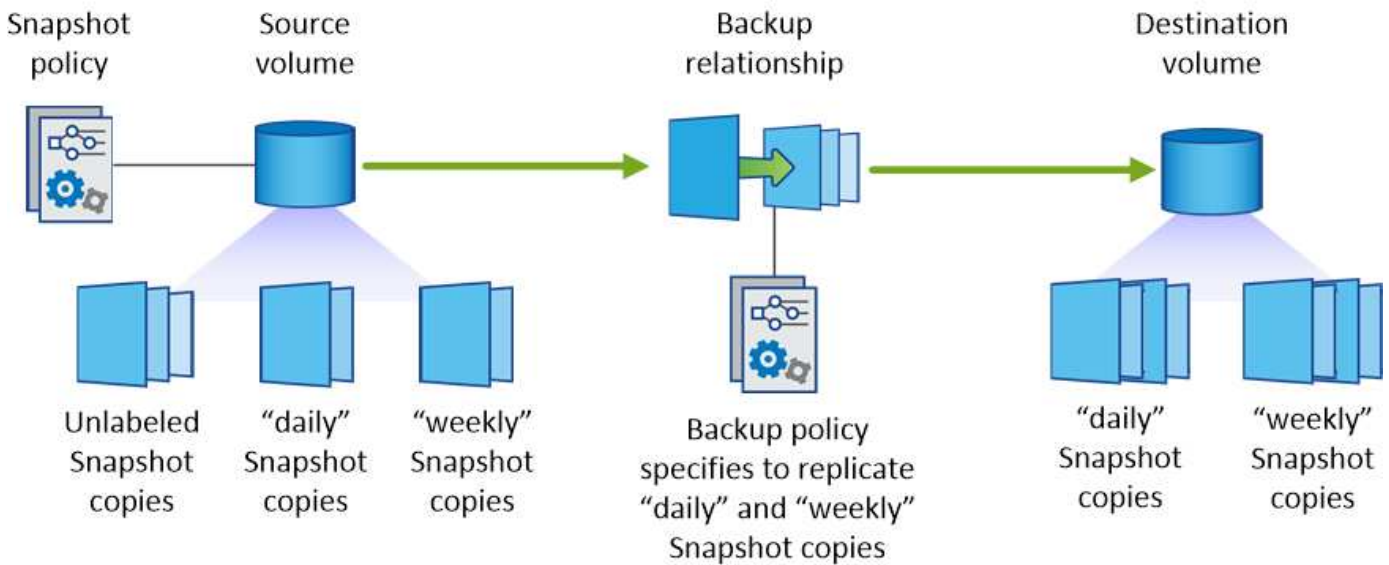 Snapshot
policy
Source
volume
Backup
relationship
Destination
volume
Unlabeled
Snapshot
copies
“daily”
Snapshot
copies
“weekly”
Snapshot
copies
Backup policy
specifies to replicate
“daily” and “weekly”
Snapshot copies
“daily”
Snapshot
copies
“weekly”
Snapshot
copies